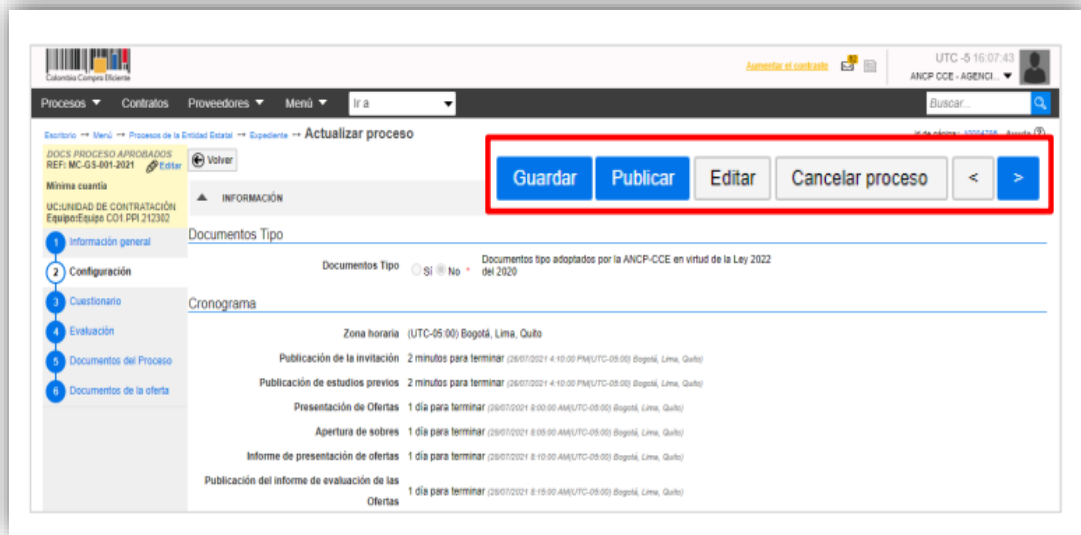 Colombia Compra Eficiente
Aumentar el contraste
UTC -5 16:07:43
ANCP CCE - AGENCI...
Procesos Contratos Proveedores Menú Ir a Buscar...
Escritorio → Menú → Procesos de la Entidad Estatal → Expediente → Actualizar proceso
DOCS PROCESO APROBADOS
REF: MC-GS-001-2021 Editar
Mínima cuantía
UC:UNIDAD DE CONTRATACIÓN
Equipo:Equipo CO1.PPI.212302
1 Información general
2 Configuración
3 Cuestionario
4 Evaluación
5 Documentos del Proceso
6 Documentos de la oferta
Volver
Guardar Publicar Editar Cancelar proceso < >
INFORMACIÓN
Documentos Tipo
Documentos Tipo Sí No * Documentos tipo adoptados por la ANCP-CCE en virtud de la Ley 2022
del 2020
Cronograma
Zona horaria (UTC-05:00) Bogotá, Lima, Quito
Publicación de la invitación 2 minutos para terminar (26/07/2021 4:10:00 PM(UTC-05:00) Bogotá, Lima, Quito)
Publicación de estudios previos 2 minutos para terminar (26/07/2021 4:10:00 PM(UTC-05:00) Bogotá, Lima, Quito)
Presentación de Ofertas 1 día para terminar (28/07/2021 8:00:00 AM(UTC-05:00) Bogotá, Lima, Quito)
Apertura de sobres 1 día para terminar (28/07/2021 8:05:00 AM(UTC-05:00) Bogotá, Lima, Quito)
Informe de presentación de ofertas 1 día para terminar (28/07/2021 8:10:00 AM(UTC-05:00) Bogotá, Lima, Quito)
Publicación del informe de evaluación de las
Ofertas 1 día para terminar (28/07/2021 8:15:00 AM(UTC-05:00) Bogotá, Lima, Quito)